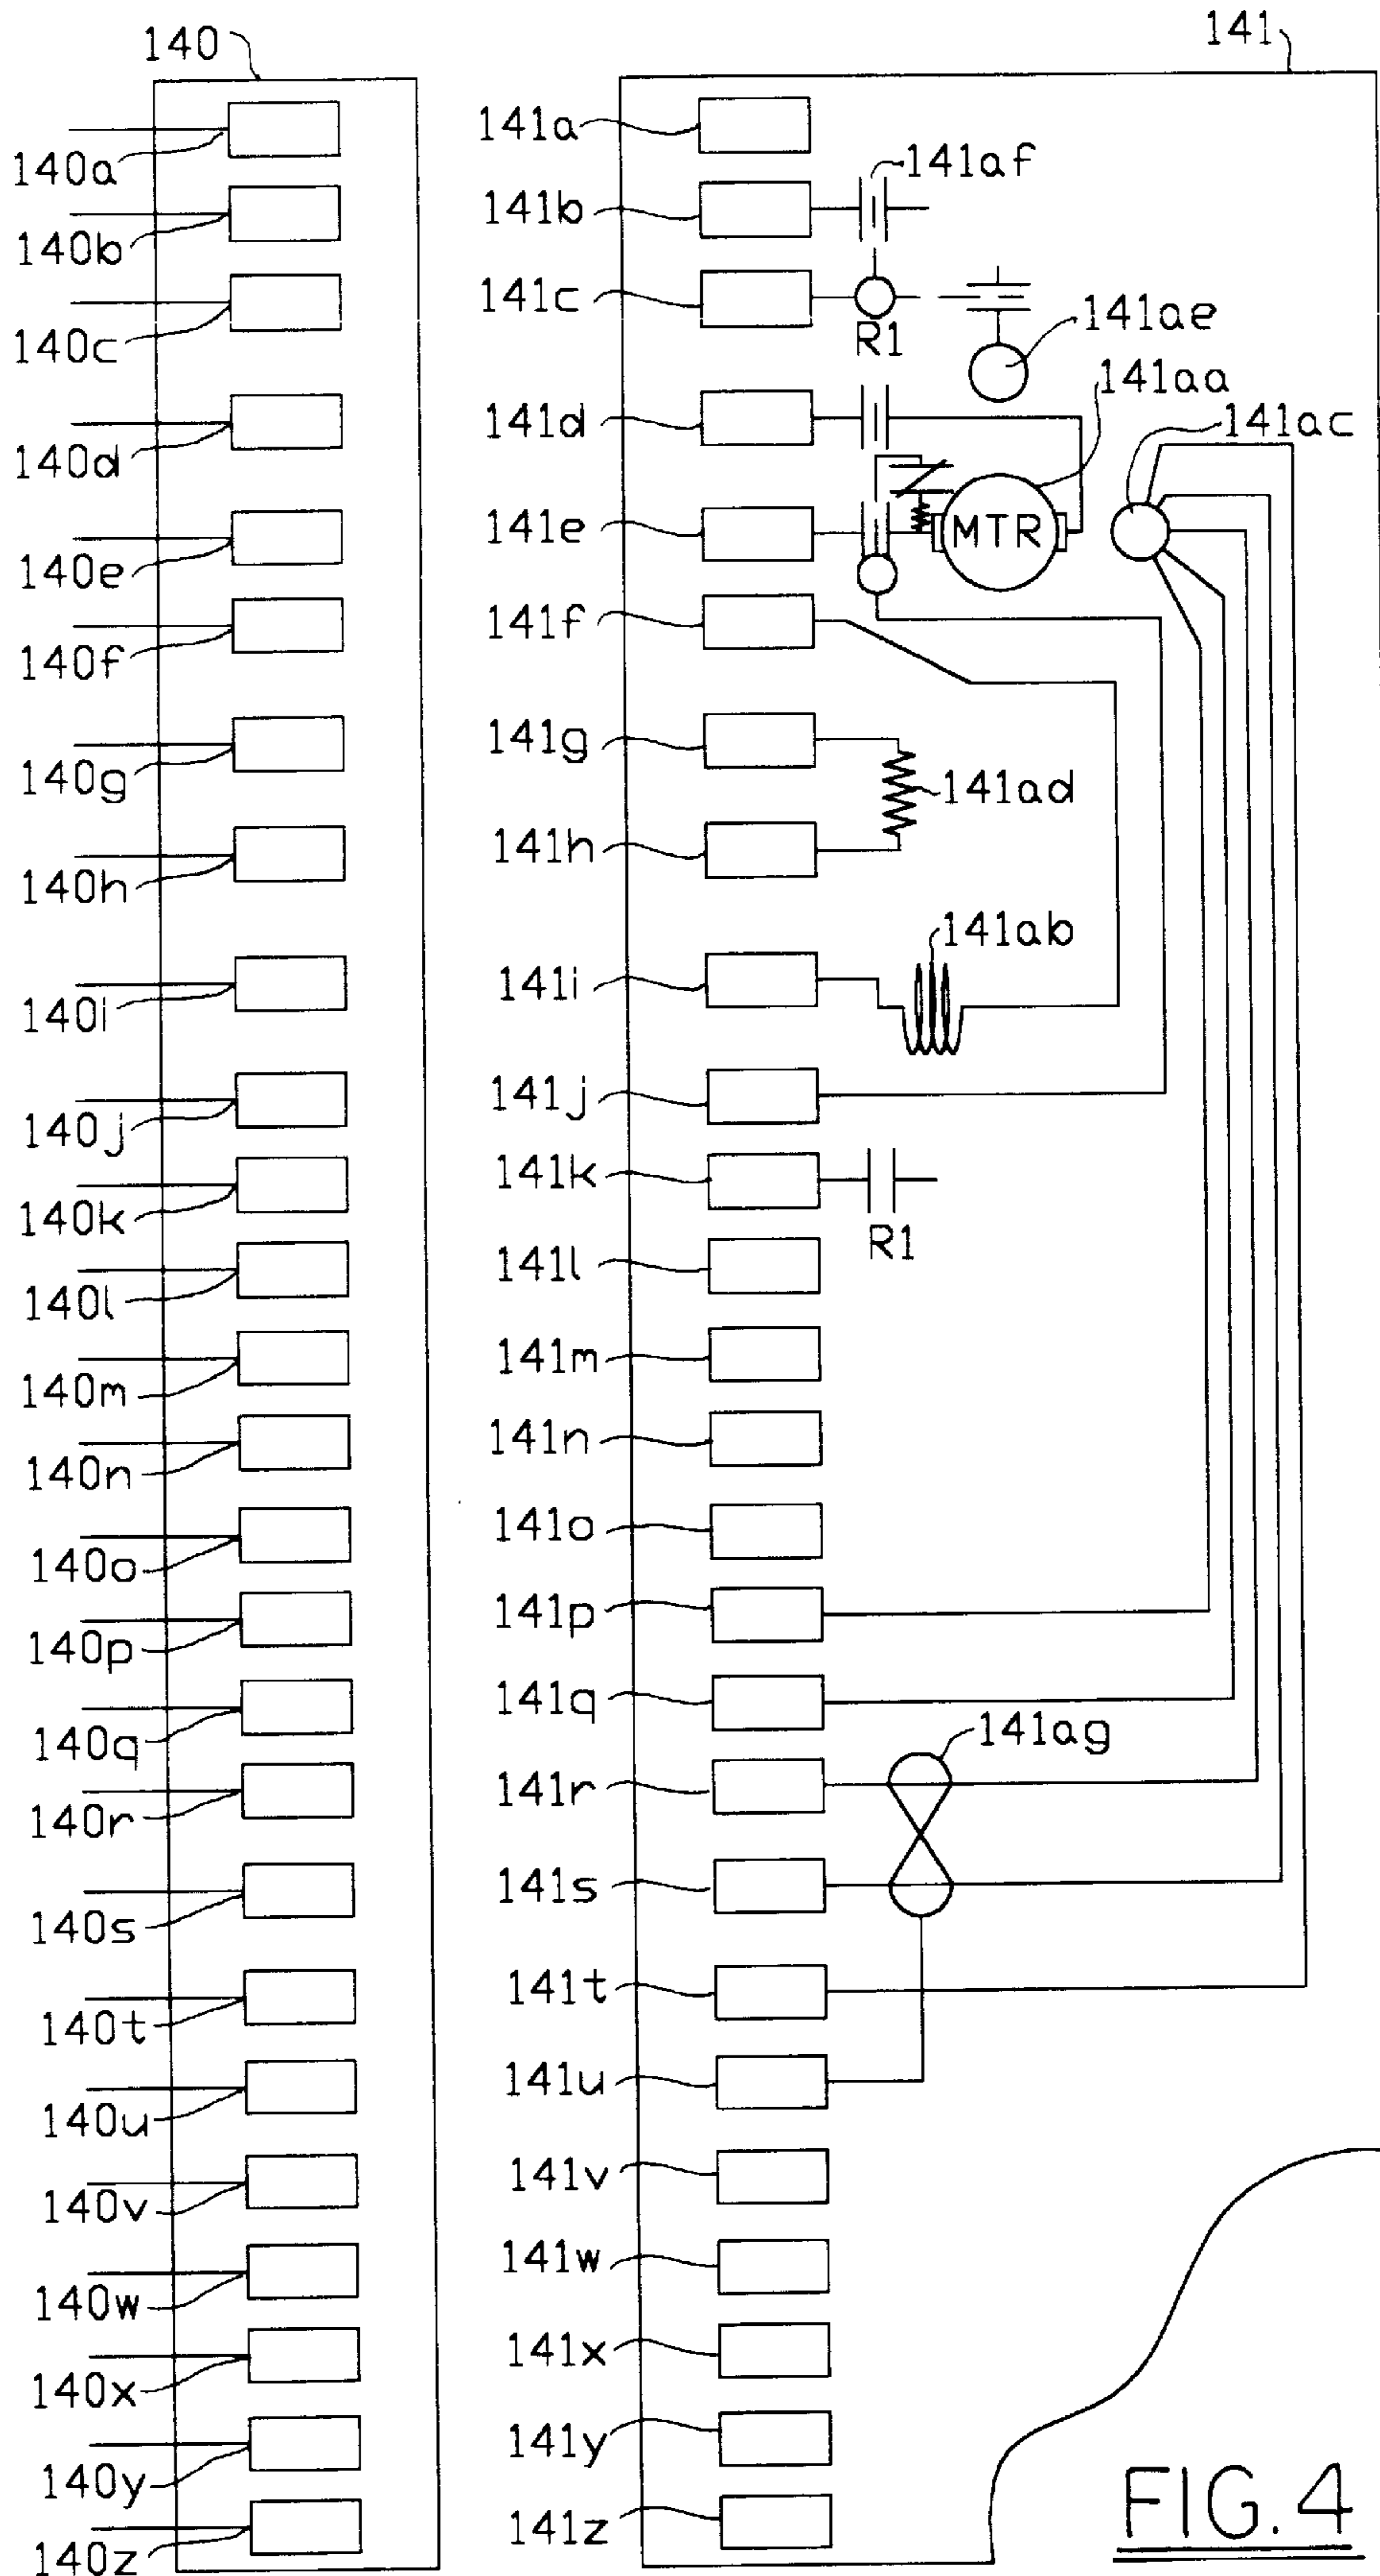 140
141
140a
140b
140c
140d
140e
140f
140g
140h
140i
140j
140k
140l
140m
140n
140o
140p
140q
140r
140s
140t
140u
140v
140w
140x
140y
140z
141a
141b
141af
141c
R1
141ae
141aa
141d
141ac
141e
MTR
141f
141g
141ad
141h
141ab
141i
141j
141k
R1
141l
141m
141n
141o
141p
141q
141ag
141r
141s
141t
141u
141v
141w
141x
141y
141z
FIG. 4